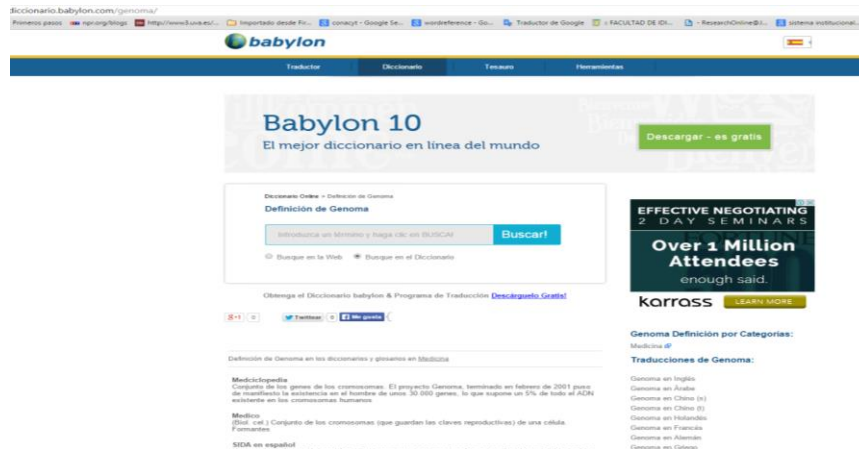 diccionario.babylon.com/genoma/
Primeros pasos npr.org/blogs http://www3.uva.es/... Importado desde Fir... conacyt - Google Se... wordreference - Go... Traductor de Google :: FACULTAD DE IDI... - ResearchOnline@J... sistema institucional...
babylon
Traductor Diccionario Tesauro Herramientas
Babylon 10
El mejor diccionario en línea del mundo
Descargar - es gratis
Diccionario Online > Definición de Genoma
Definición de Genoma
Introduzca un término y haga clic en BUSCAR
Buscar!
Busque en la Web Busque en el Diccionario
Obtenga el Diccionario babylon & Programa de Traducción Descárguelo Gratis!
g+1 0 Twittear 0 Me gusta
Definición de Genoma en los diccionarios y glosarios en Medicina
Medciclopedia
Conjunto de los genes de los cromosomas. El proyecto Genoma, terminado en febrero de 2001 puso
de manifiesto la existencia en el hombre de unos 30.000 genes, lo que supone un 5% de todo el ADN
existente en los cromosomas humanos
Medico
(Biol. cel.) Conjunto de los cromosomas (que guardan las claves reproductivas) de una célula
Formantes
SIDA en español
EFFECTIVE NEGOTIATING
2 DAY SEMINARS
Over 1 Million
Attendees
enough said.
KARRASS LEARN MORE
Genoma Definición por Categorías:
Medicina
Traducciones de Genoma:
Genoma en Inglés
Genoma en Árabe
Genoma en Chino (s)
Genoma en Chino (t)
Genoma en Holandés
Genoma en Francés
Genoma en Alemán
Genoma en Griego